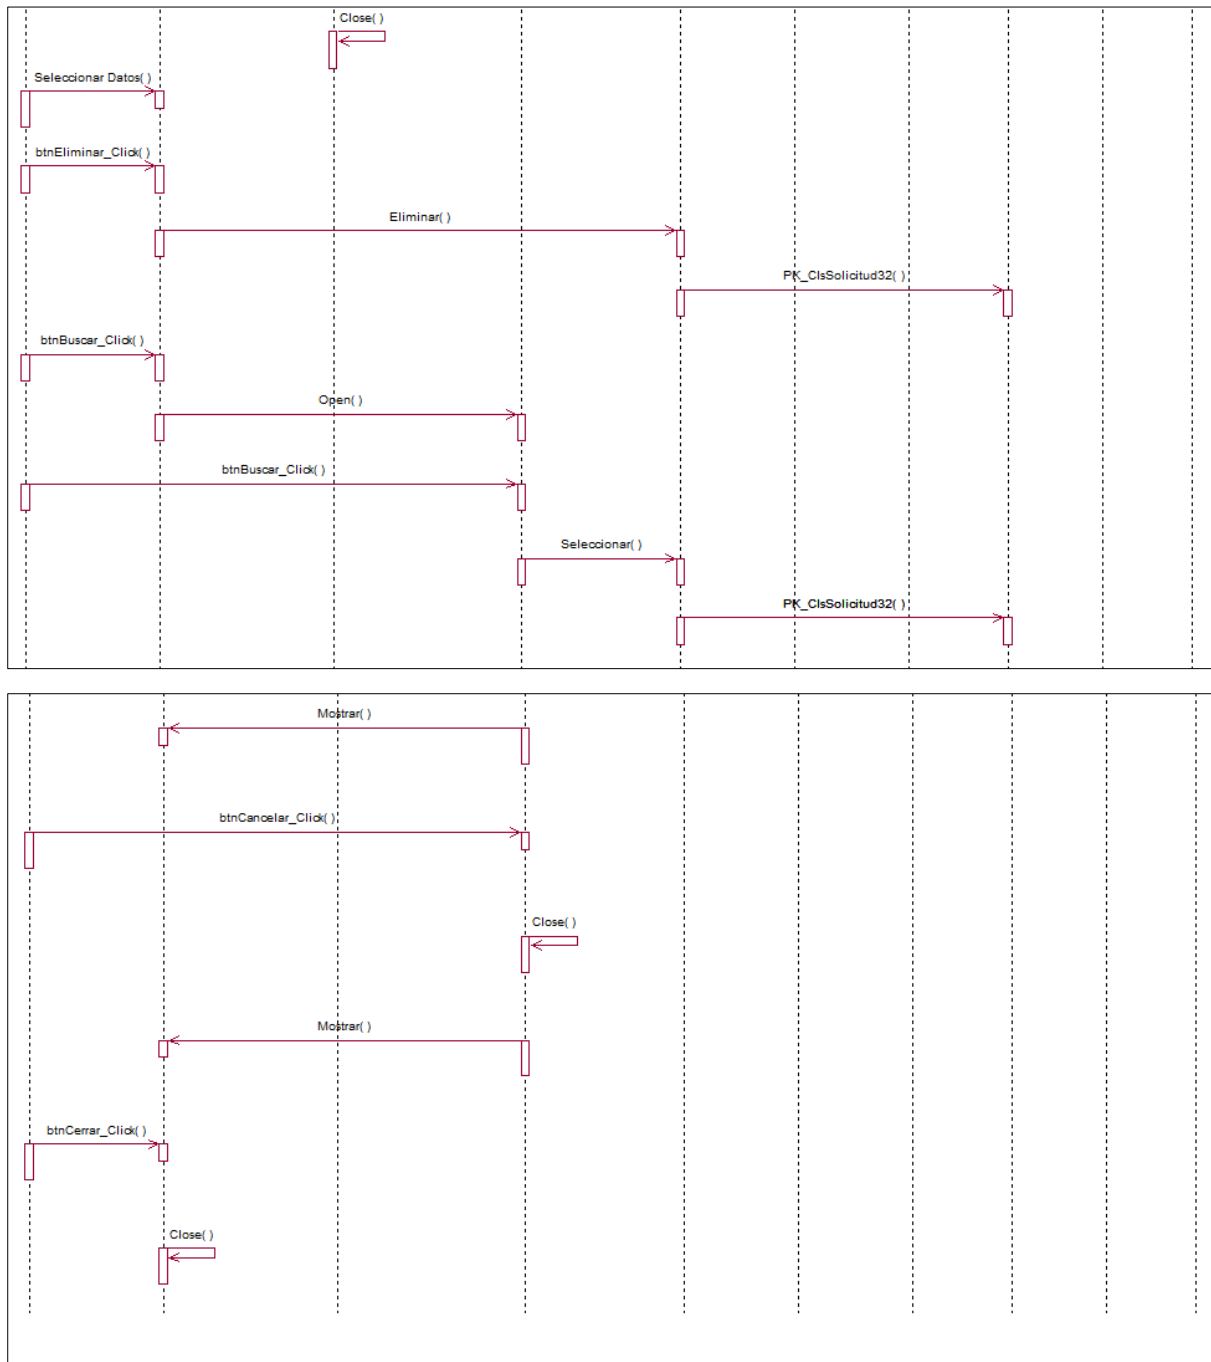 Close( )
Seleccionar Datos( )
btnEliminar_Click( )
Eliminar( )
PK_ClsSolicitud32( )
btnBuscar_Click( )
Open( )
btnBuscar_Click( )
Seleccionar( )
PK_ClsSolicitud32( )
Mostrar( )
btnCancelar_Click( )
Close( )
Mostrar( )
btnCerrar_Click( )
Close( )